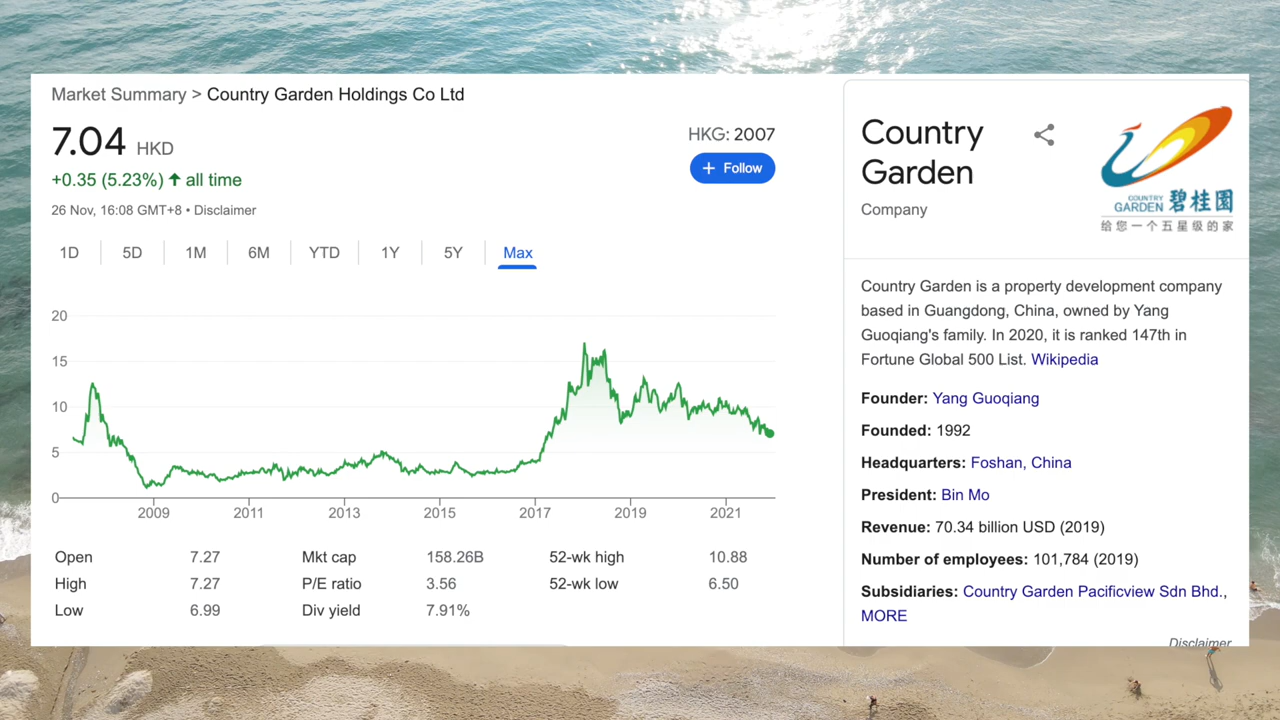 Market Summary > Country Garden Holdings Co Ltd
7.04 HKD
+0.35 (5.23%) ↑ all time
26 Nov, 16:08 GMT+8 • Disclaimer
HKG: 2007
+ Follow
1D 5D 1M 6M YTD 1Y 5Y Max
20
15
10
5
0
2009 2011 2013 2015 2017 2019 2021
Open 7.27 Mkt cap 158.26B 52-wk high 10.88
High 7.27 P/E ratio 3.56 52-wk low 6.50
Low 6.99 Div yield 7.91%
Country
Garden
Company
COUNTRY
GARDEN 碧桂園
给您一个五星级的家
Country Garden is a property development company
based in Guangdong, China, owned by Yang
Guoqiang's family. In 2020, it is ranked 147th in
Fortune Global 500 List. Wikipedia
Founder: Yang Guoqiang
Founded: 1992
Headquarters: Foshan, China
President: Bin Mo
Revenue: 70.34 billion USD (2019)
Number of employees: 101,784 (2019)
Subsidiaries: Country Garden Pacificview Sdn Bhd.,
MORE
Disclaimer